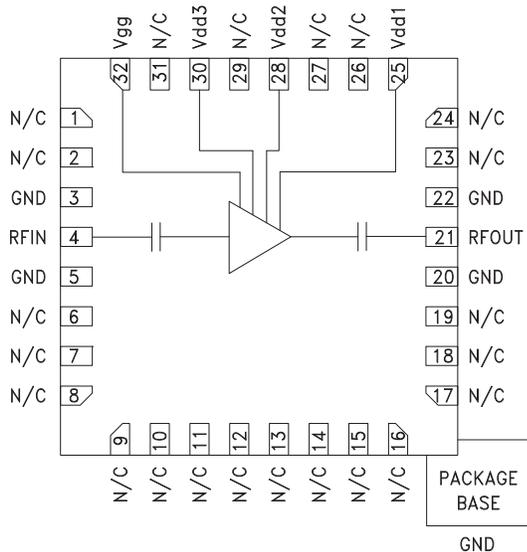 Vgg N/C Vdd3 N/C Vdd2 N/C N/C Vdd1
32 31 30 29 28 27 26 25
N/C 1 24 N/C
N/C 2 23 N/C
GND 3 22 GND
RFIN 4 21 RFOUT
GND 5 20 GND
N/C 6 19 N/C
N/C 7 18 N/C
N/C 8 17 N/C
9 10 11 12 13 14 15 16
N/C N/C N/C N/C N/C N/C N/C N/C
PACKAGE
BASE
GND